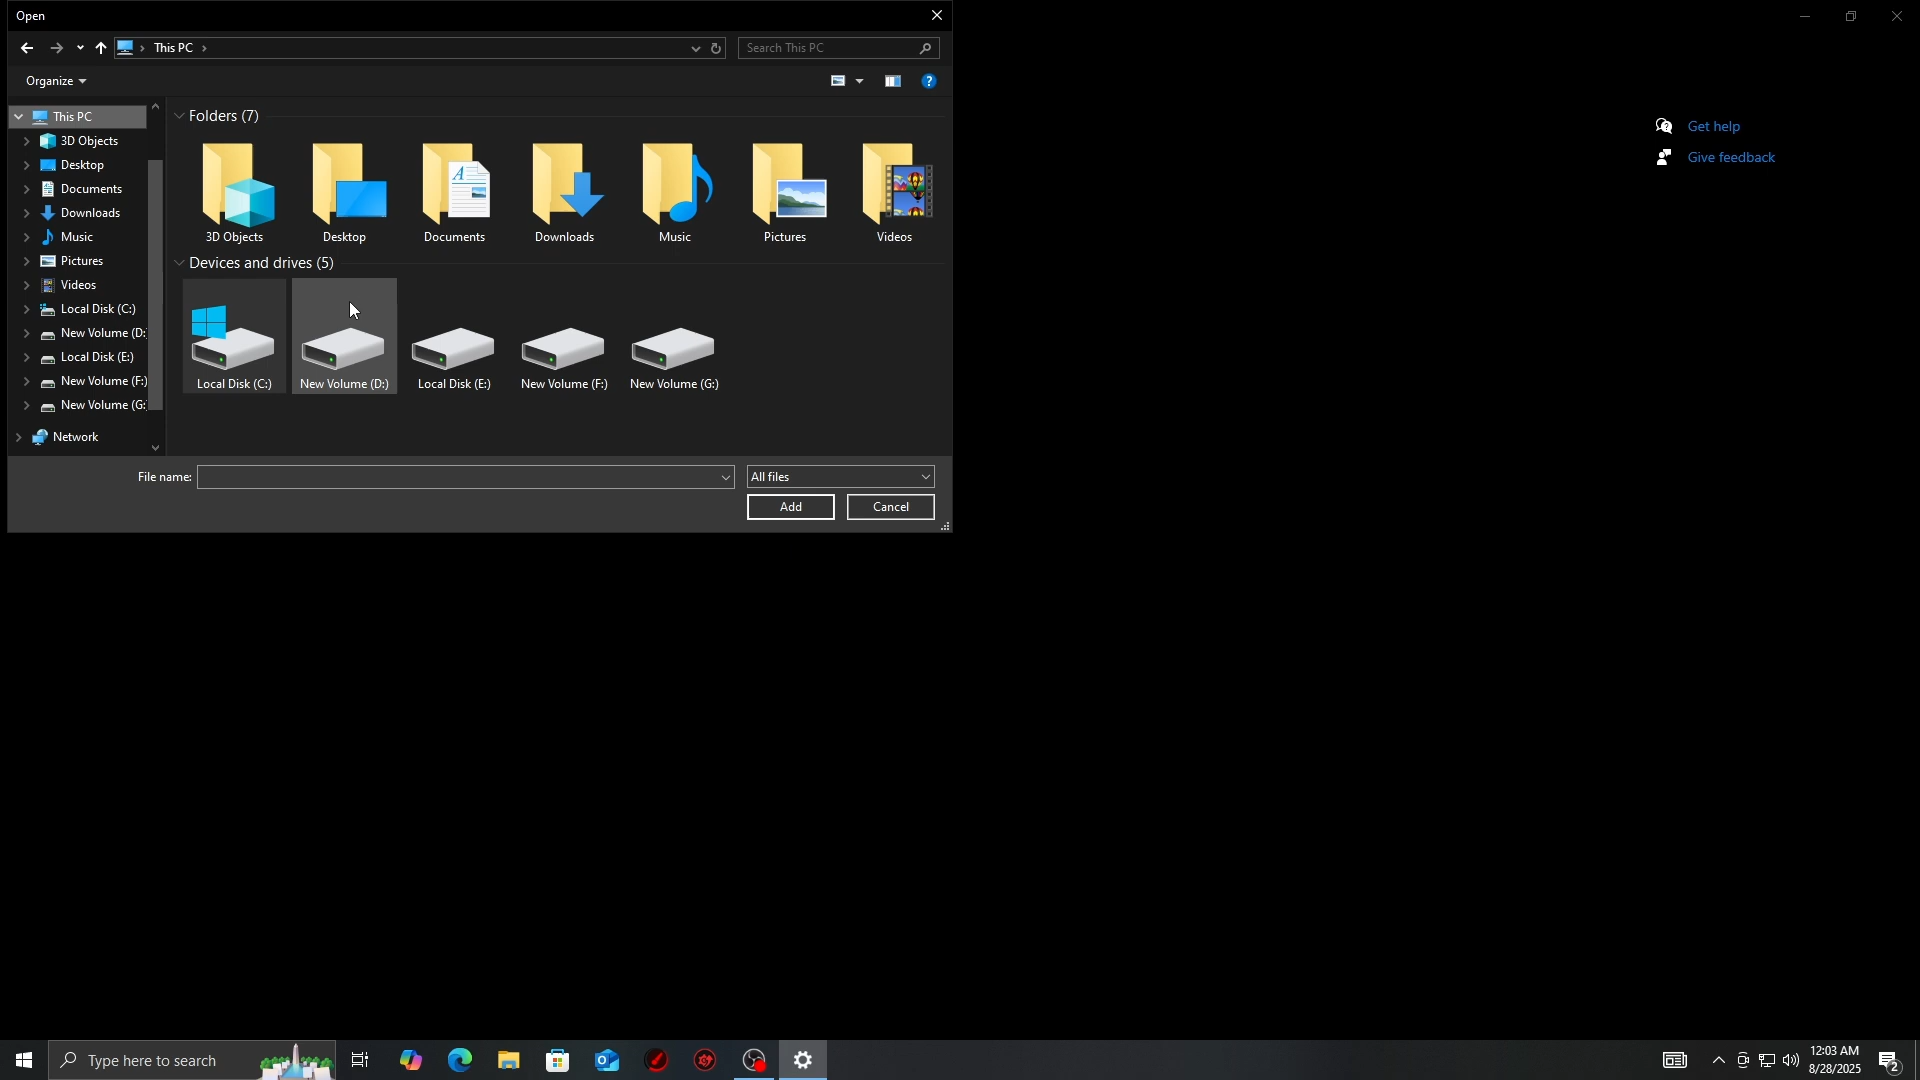 Open
This PC
Search This PC
Organize
This PC
3D Objects
Desktop
Documents
Downloads
Music
Pictures
Videos
Local Disk (C:)
New Volume (D:
Local Disk (E:)
New Volume (F:)
New Volume (G:
Network
Folders (7)
3D Objects
Desktop
Documents
Downloads
Music
Pictures
Videos
Devices and drives (5)
Local Disk (C:)
New Volume (D:)
Local Disk (E:)
New Volume (F:)
New Volume (G:)
File name:
All files
Add
Cancel
Get help
Give feedback
Type here to search
12:03 AM
8/28/2025
2